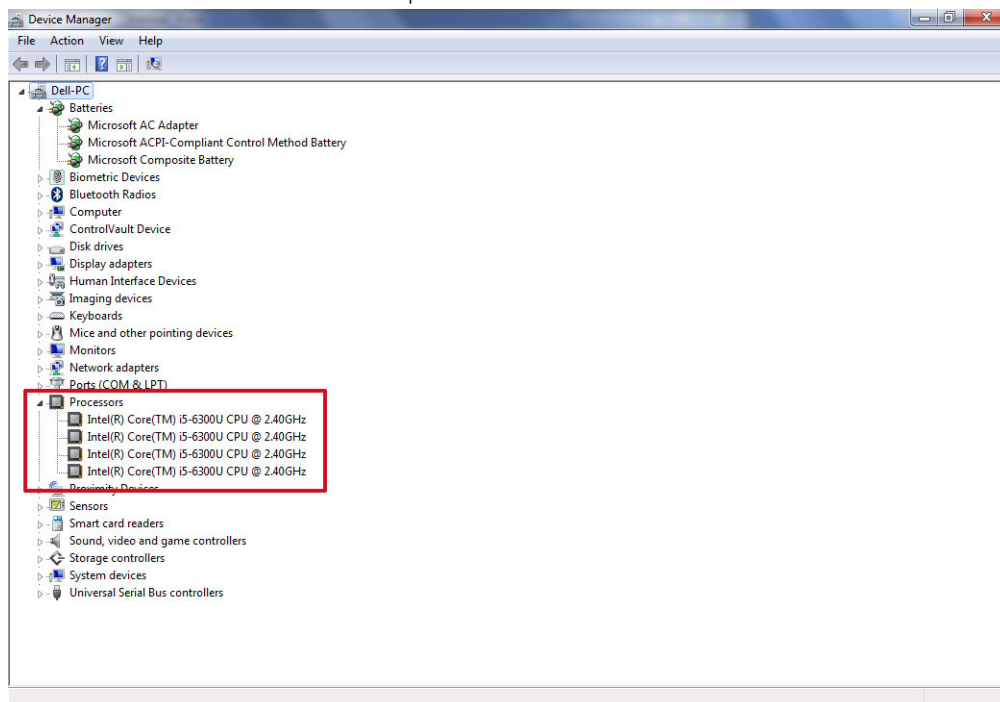 Device Manager
File Action View Help
Dell-PC
Batteries
Microsoft AC Adapter
Microsoft ACPI-Compliant Control Method Battery
Microsoft Composite Battery
Biometric Devices
Bluetooth Radios
Computer
ControlVault Device
Disk drives
Display adapters
Human Interface Devices
Imaging devices
Keyboards
Mice and other pointing devices
Monitors
Network adapters
Ports (COM & LPT)
Processors
Intel(R) Core(TM) i5-6300U CPU @ 2.40GHz
Intel(R) Core(TM) i5-6300U CPU @ 2.40GHz
Intel(R) Core(TM) i5-6300U CPU @ 2.40GHz
Intel(R) Core(TM) i5-6300U CPU @ 2.40GHz
Proximity Devices
Sensors
Smart card readers
Sound, video and game controllers
Storage controllers
System devices
Universal Serial Bus controllers